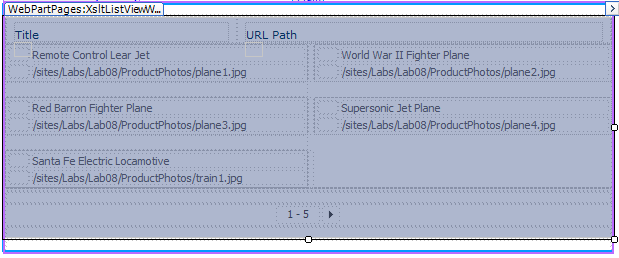 WebPartPages:XsltListViewW...
Title URL Path
Remote Control Lear Jet World War II Fighter Plane
/sites/Labs/Lab08/ProductPhotos/plane1.jpg /sites/Labs/Lab08/ProductPhotos/plane2.jpg
Red Barron Fighter Plane Supersonic Jet Plane
/sites/Labs/Lab08/ProductPhotos/plane3.jpg /sites/Labs/Lab08/ProductPhotos/plane4.jpg
Santa Fe Electric Locamotive
/sites/Labs/Lab08/ProductPhotos/train1.jpg
1 - 5